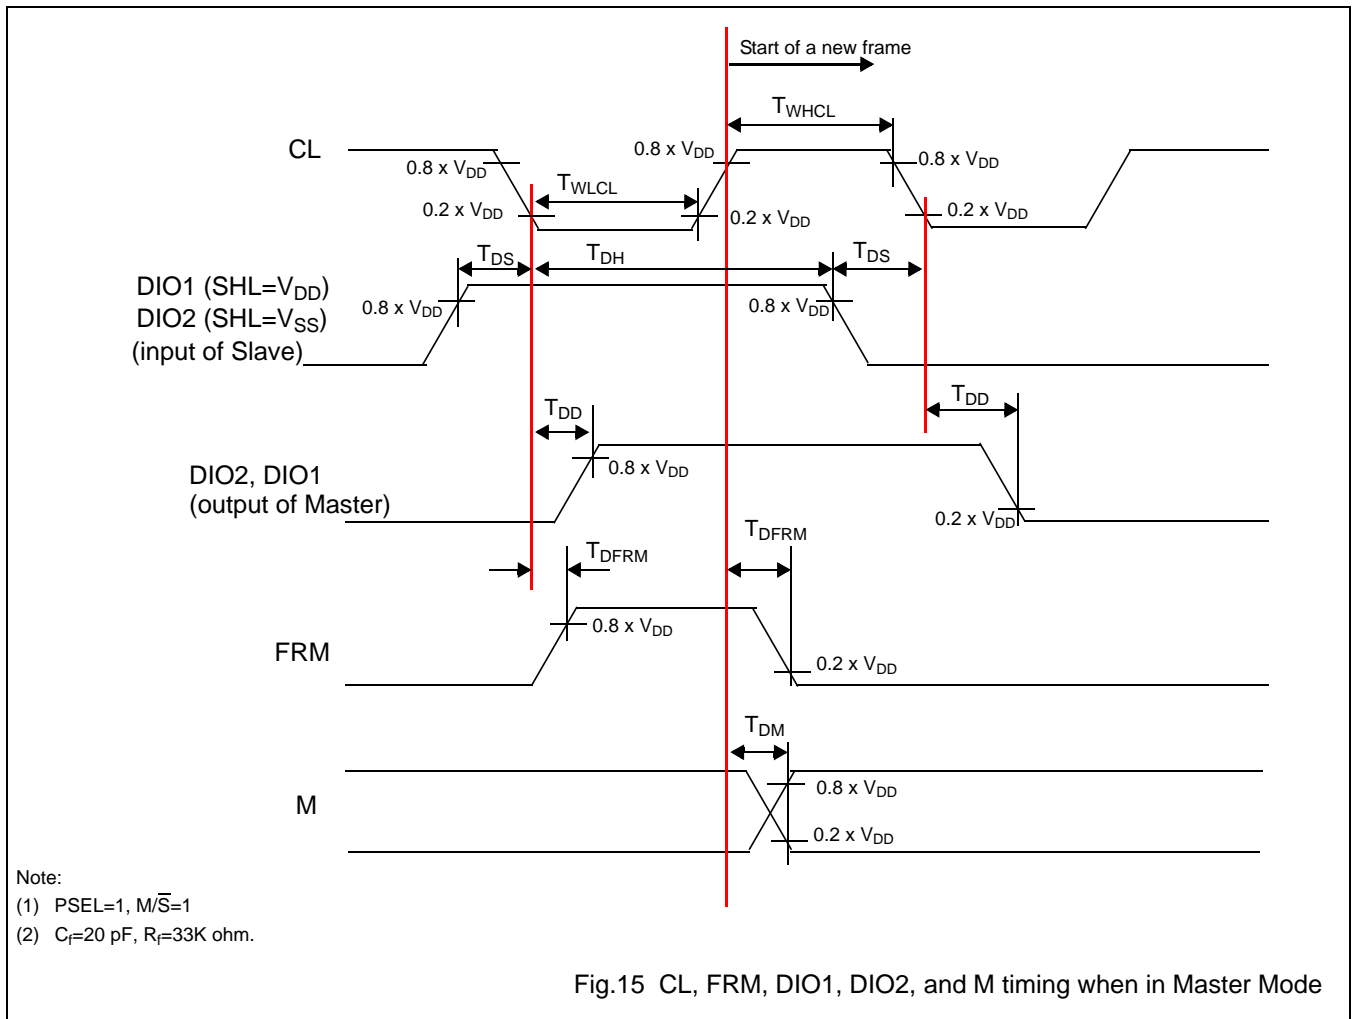 Start of a new frame
TWHCL
CL
0.8 x VDD
0.8 x VDD
0.8 x VDD
TWLCL
0.2 x VDD
0.2 x VDD
0.2 x VDD
TDS
TDH
TDS
DIO1 (SHL=VDD)
DIO2 (SHL=VSS)
(input of Slave)
0.8 x VDD
0.8 x VDD
TDD
TDD
DIO2, DIO1
(output of Master)
0.8 x VDD
0.2 x VDD
TDFRM
TDFRM
FRM
0.8 x VDD
0.2 x VDD
TDM
M
0.8 x VDD
0.2 x VDD
Note:
(1) PSEL=1, M/S̅=1
(2) Cf=20 pF, Rf=33K ohm.
Fig.15 CL, FRM, DIO1, DIO2, and M timing when in Master Mode